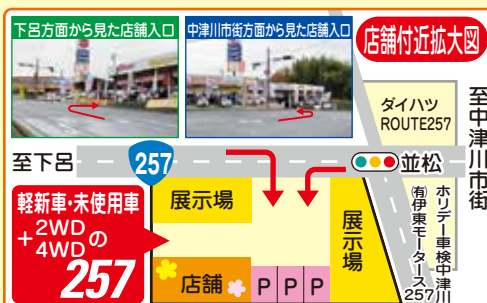 下呂方面から見た店舗入口
中津川市街方面から見た店舗入口
店舗付近拡大図
ダイハツ
ROUTE257
至中津川市街
至下呂
257
並松
軽新車・未使用車
+2WD
4WDの
257
展示場
展示場
店舗
P P P
ホリデー車検中津川
㈲伊東モータース257